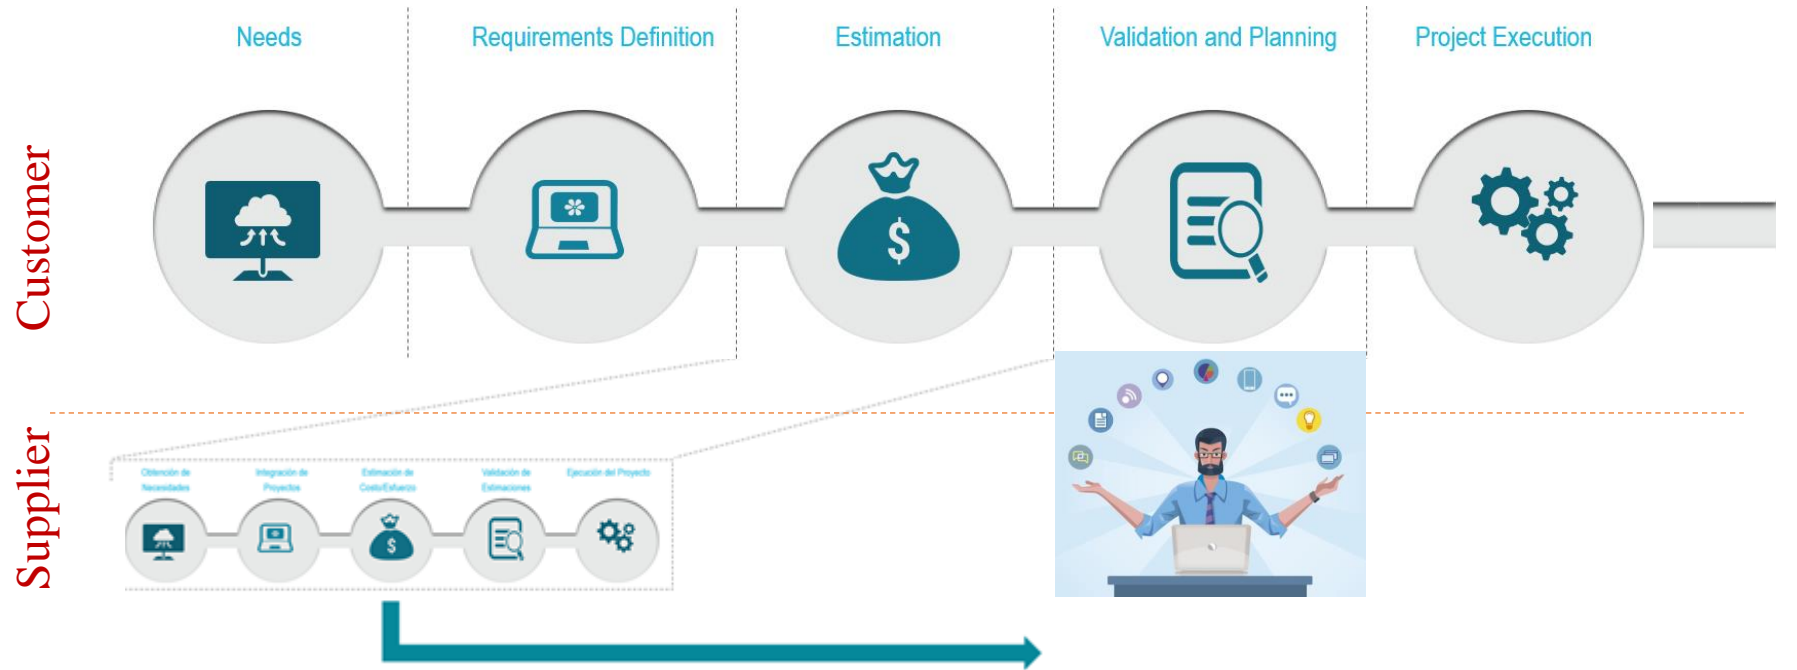 Needs
Requirements Definition
Estimation
Validation and Planning
Project Execution
Customer
$
Supplier
Obtención de
Necesidades
Integración de
Proyectos
Estimación de
Costo/Esfuerzo
Validación de
Estimaciones
Ejecución del Proyecto
$